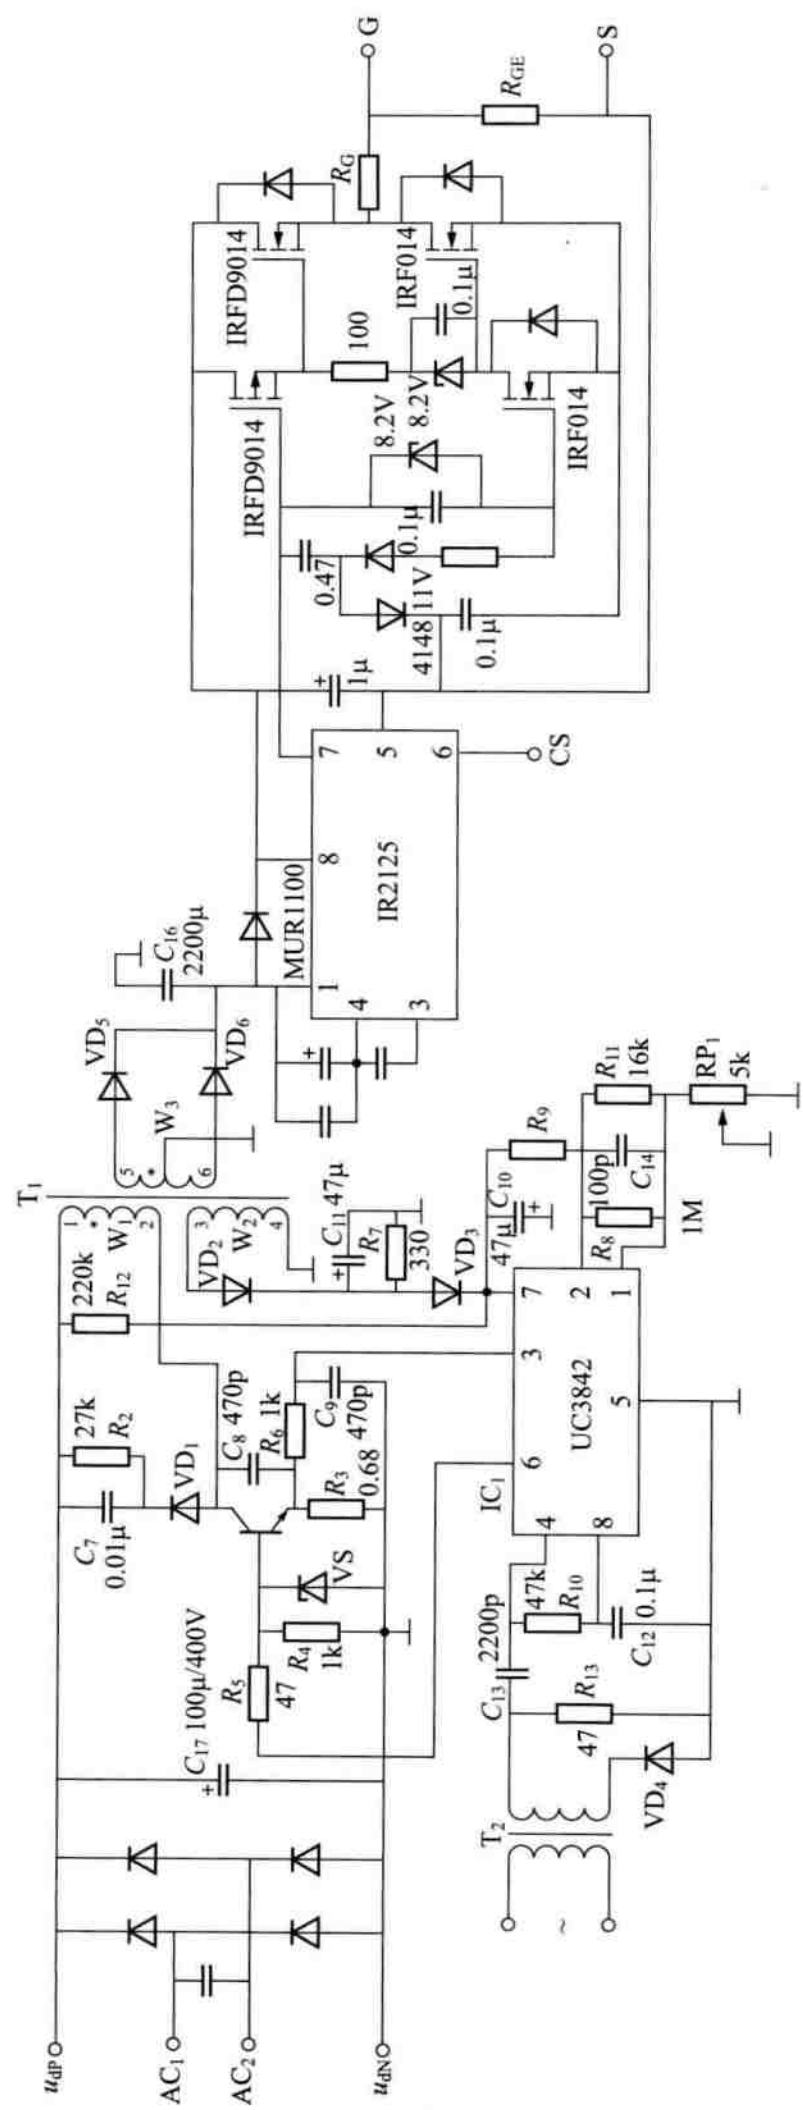 u_dP
AC₁
AC₂
u_dN
C₁₇ 100μ/400V
C₇
0.01μ
27k
R₂
VD₁
220k
R₁₂
R₅
47
R₄
1k
VS
C₈ 470p
R₆ 1k
R₃
0.68
C₉
470p
T₁
1
*
W₁
2
3
W₂
4
5
*
W₃
6
VD₂
C₁₁ 47μ
+
R₇
330
VD₃
VD₅
VD₆
C₁₆
2200μ
MUR1100
IR2125
1
8
7
5
6
4
3
+
CS
+
1μ
4148
0.1μ
0.47
11V
0.1μ
8.2V
8.2V
100
0.1μ
IRFD9014
IRFD9014
IRF014
IRF014
R_G
R_GE
G
S
T₂
~
VD₄
C₁₃ 2200p
R₁₃
47
47k
R₁₀
C₁₂ 0.1μ
IC₁
UC3842
4
8
6
3
5
7
2
1
47μ
C₁₀
+
R₉
100p
C₁₄
R₈
1M
R₁₁
16k
RP₁
5k
+